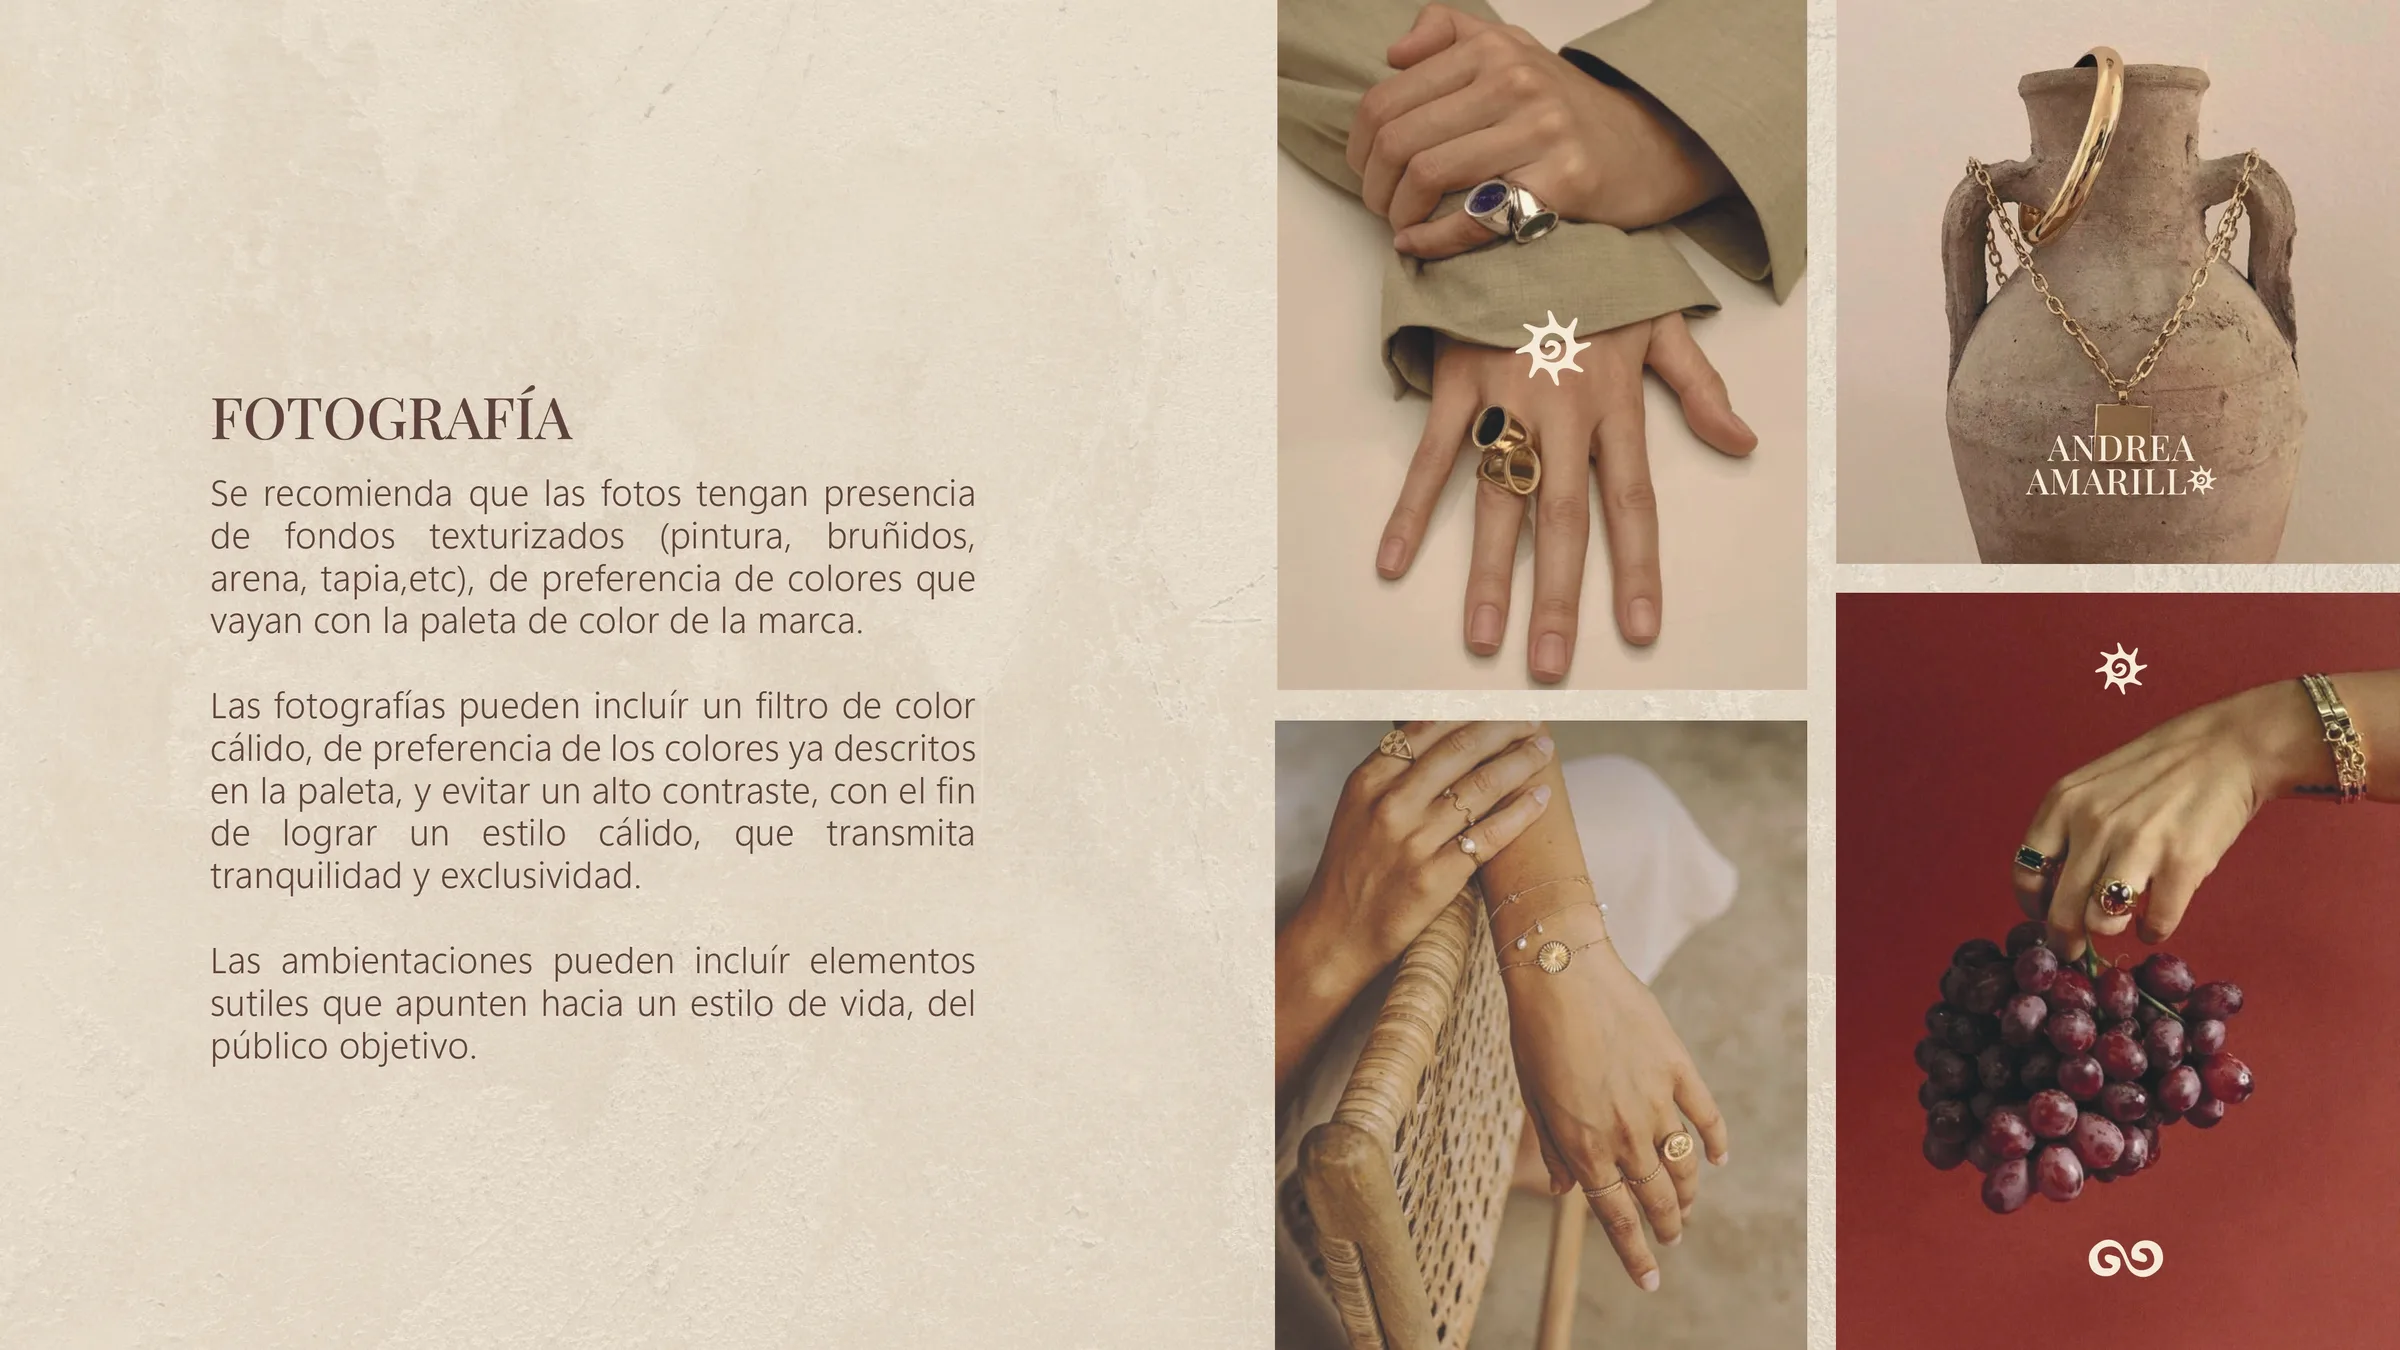 FOTOGRAFÍA
Se recomienda que las fotos tengan presencia
de fondos texturizados (pintura, bruñidos,
arena, tapia,etc), de preferencia de colores que
vayan con la paleta de color de la marca.
Las fotografías pueden incluír un filtro de color
cálido, de preferencia de los colores ya descritos
en la paleta, y evitar un alto contraste, con el fin
de lograr un estilo cálido, que transmita
tranquilidad y exclusividad.
Las ambientaciones pueden incluír elementos
sutiles que apunten hacia un estilo de vida, del
público objetivo.
ANDREA
AMARILLO